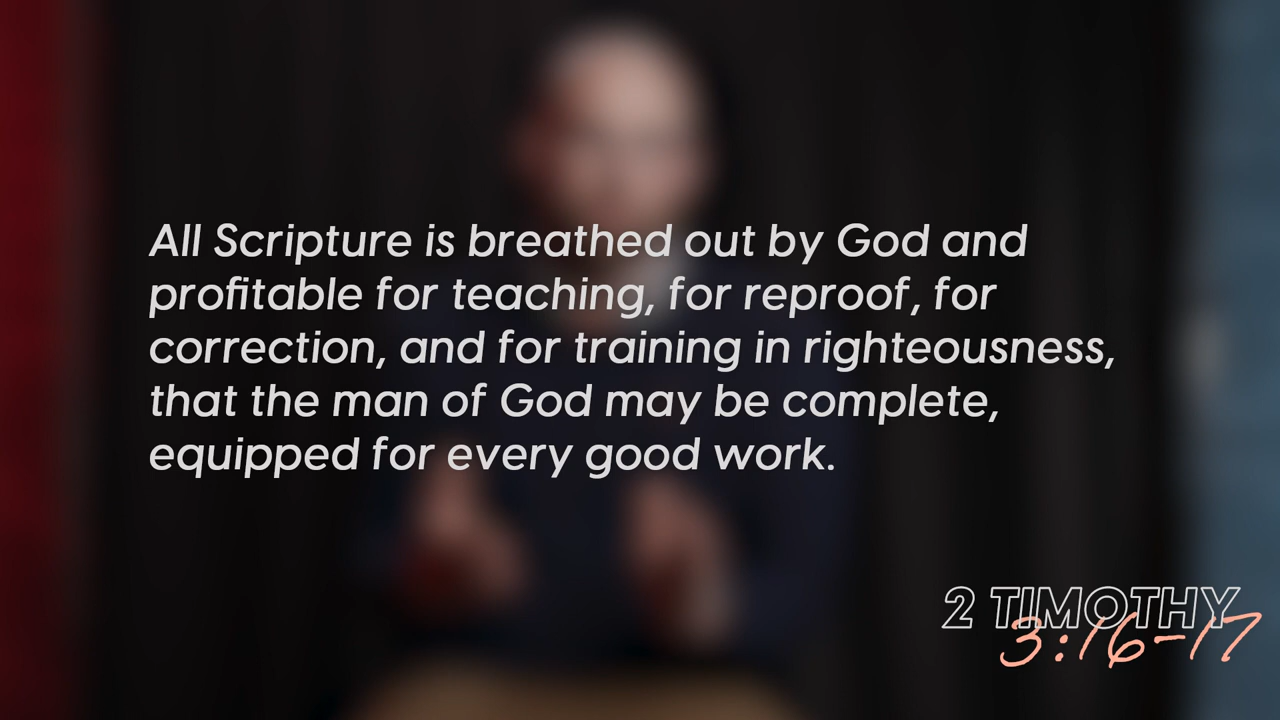 All Scripture is breathed out by God and
profitable for teaching, for reproof, for
correction, and for training in righteousness,
that the man of God may be complete,
equipped for every good work.
2 TIMOTHY
3:16-17